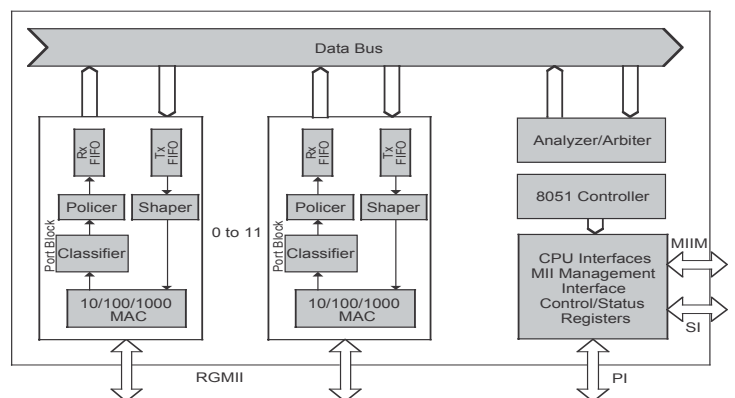 Data Bus
Rx
FIFO
Tx
FIFO
Policer
Shaper
Port Block
Classifier
10/100/1000
MAC
0 to 11
Rx
FIFO
Tx
FIFO
Policer
Shaper
Port Block
Classifier
10/100/1000
MAC
Analyzer/Arbiter
8051 Controller
CPU Interfaces
MII Management
Interface
Control/Status
Registers
MIIM
SI
RGMII
PI